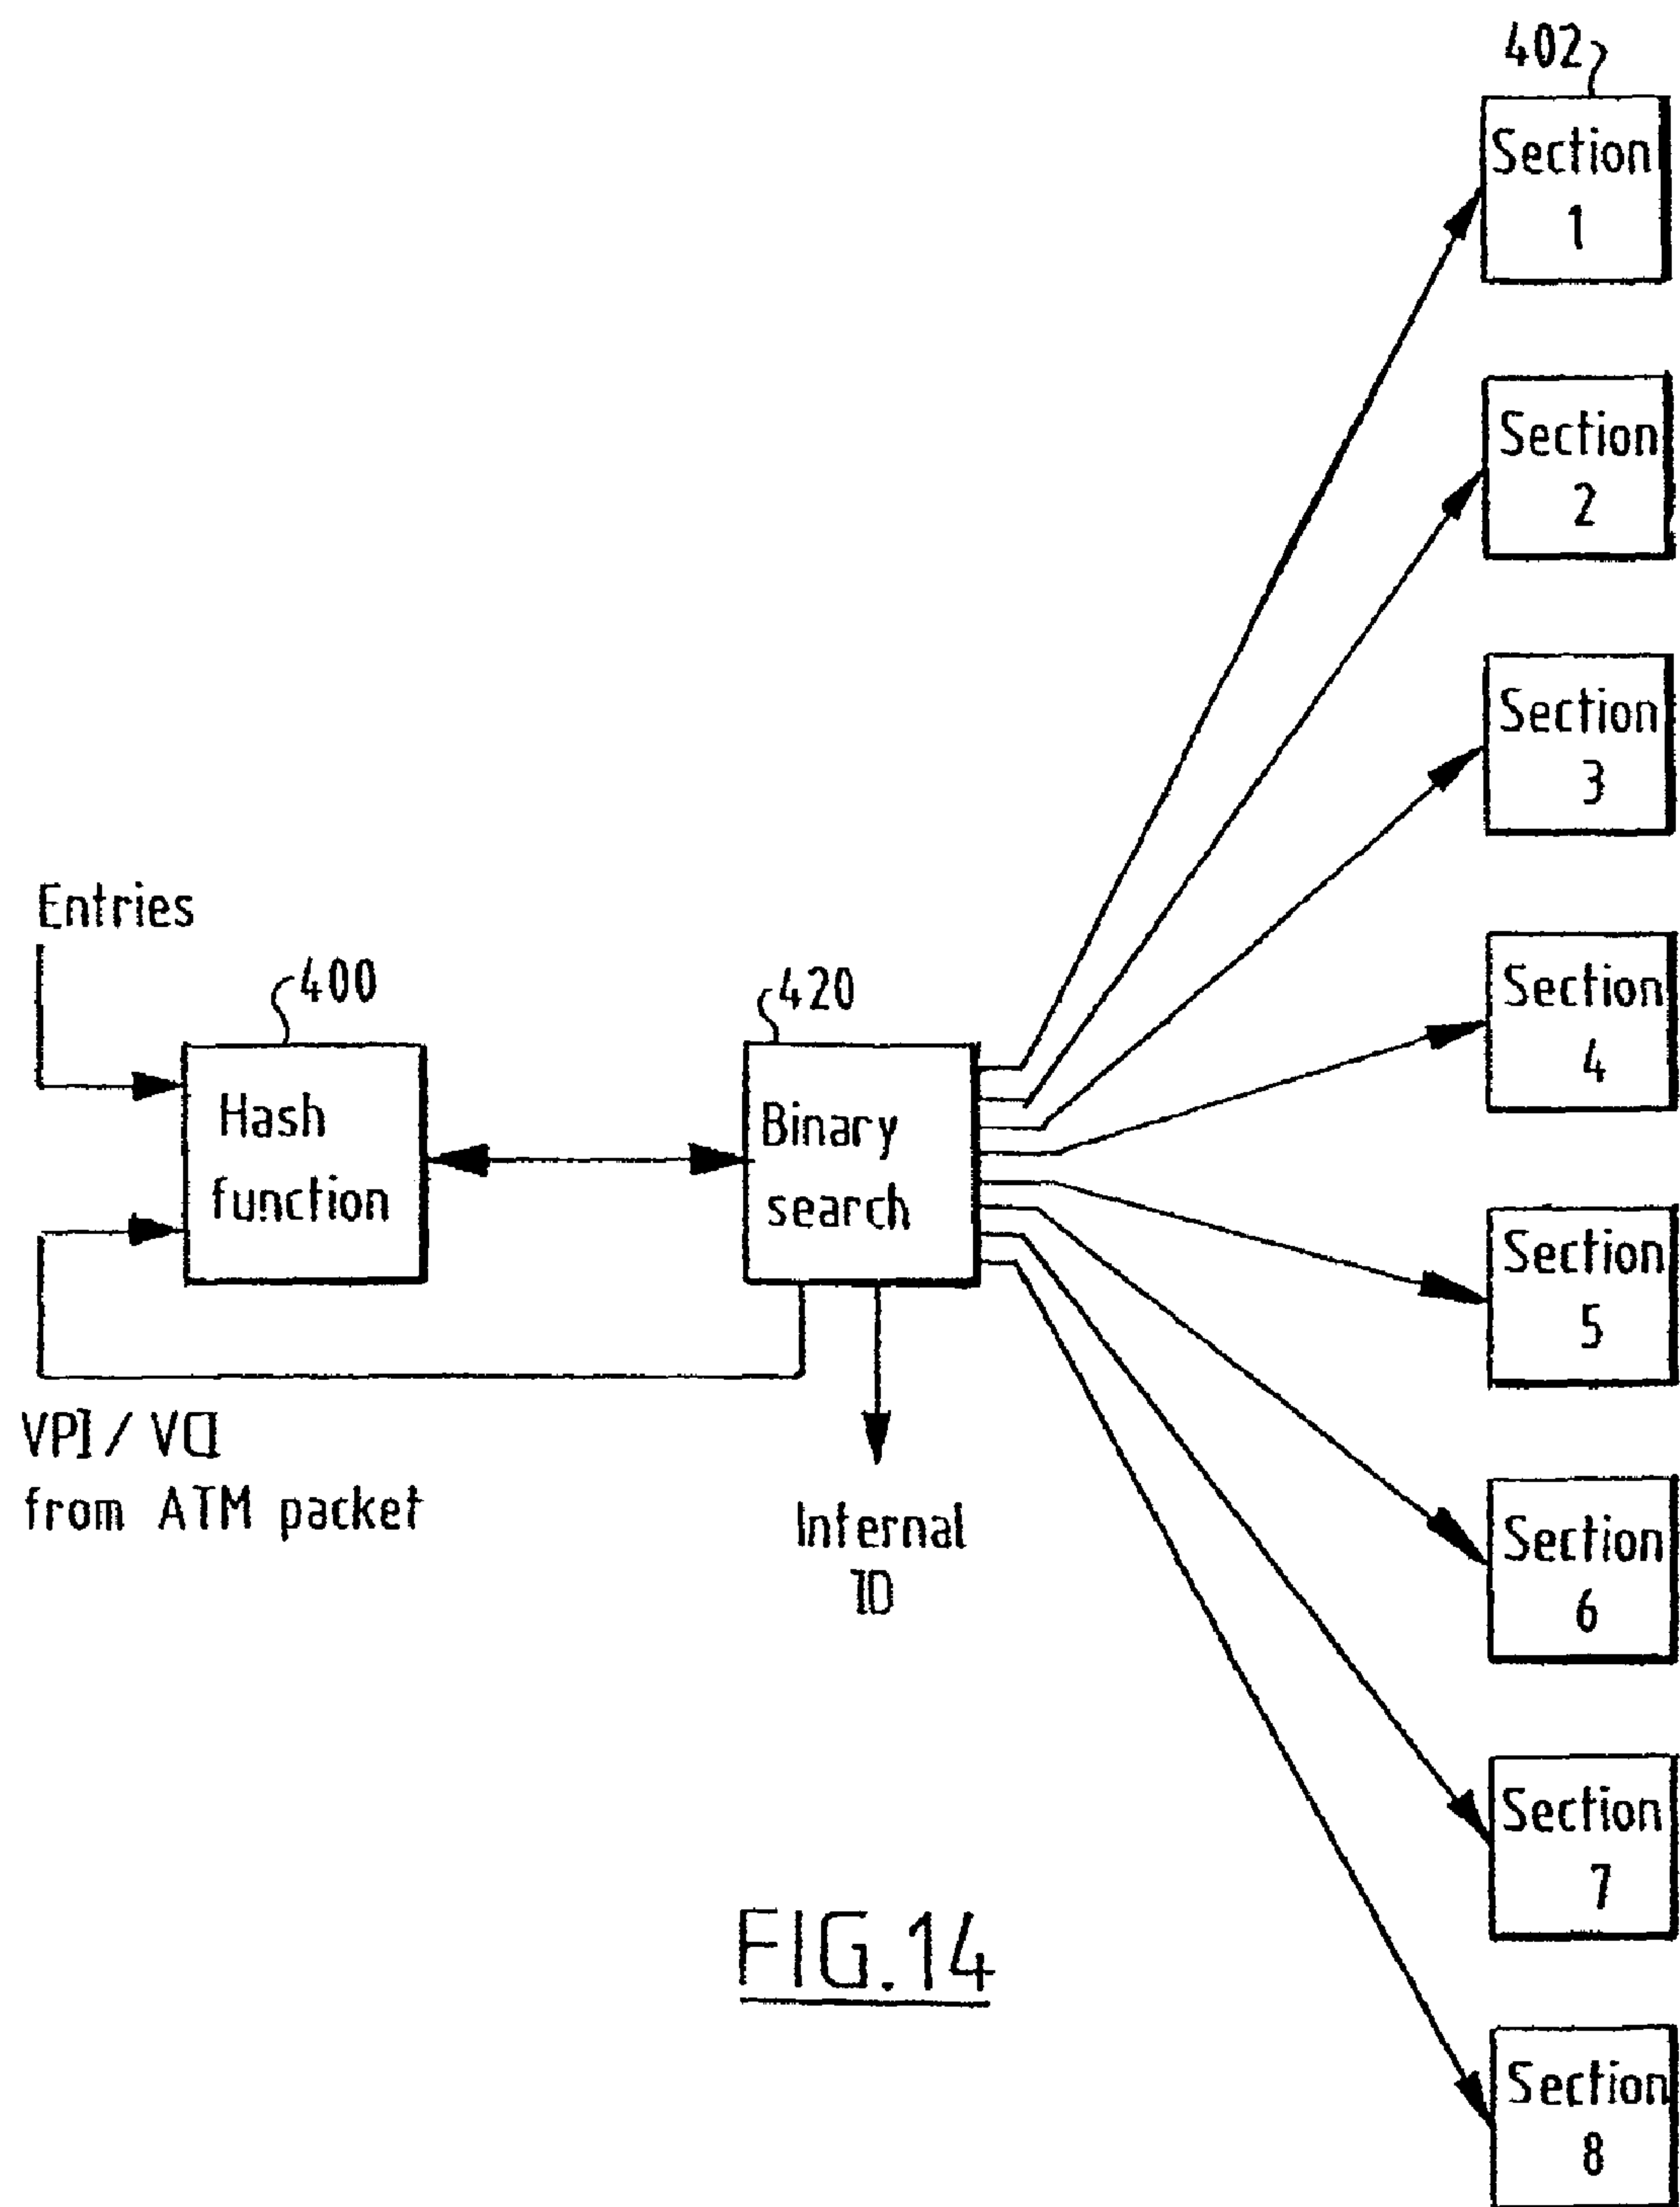 402
Section
1
Section
2
Section
3
Entries
400
420
Section
4
Hash
function
Binary
search
Section
5
VPI / VCI
from ATM packet
Internal
ID
Section
6
Section
7
FIG.14
Section
8